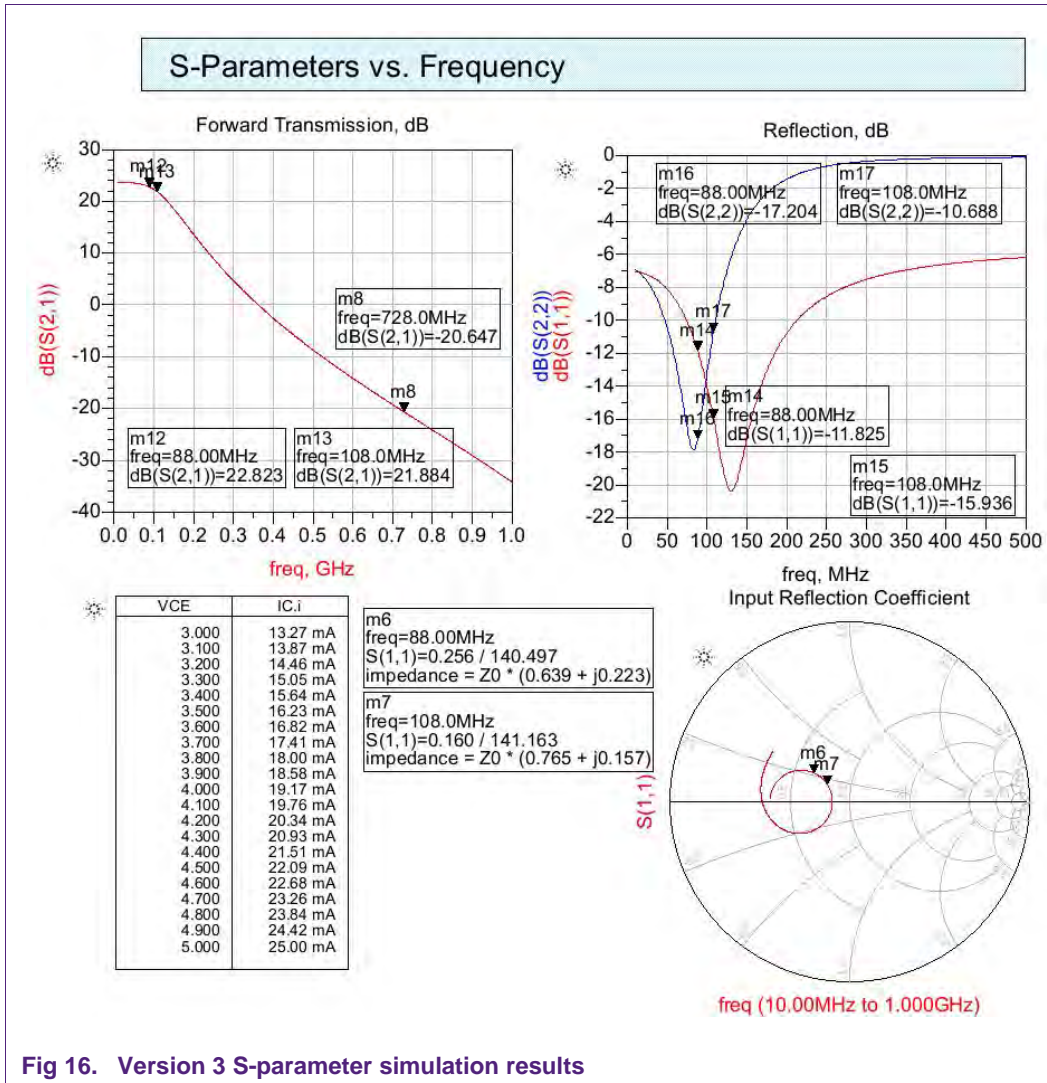 S-Parameters vs. Frequency
Forward Transmission, dB
30
20
10
0
-10
-20
-30
-40
dB(S(2,1))
m12
m13
m8
freq=728.0MHz
dB(S(2,1))=-20.647
m8
m12
freq=88.00MHz
dB(S(2,1))=22.823
m13
freq=108.0MHz
dB(S(2,1))=21.884
0.0 0.1 0.2 0.3 0.4 0.5 0.6 0.7 0.8 0.9 1.0
freq, GHz
Reflection, dB
0
-2
-4
-6
-8
-10
-12
-14
-16
-18
-20
-22
dB(S(2,2))
dB(S(1,1))
m16
freq=88.00MHz
dB(S(2,2))=-17.204
m17
freq=108.0MHz
dB(S(2,2))=-10.688
m17
m14
m15
m16
m14
freq=88.00MHz
dB(S(1,1))=-11.825
m15
freq=108.0MHz
dB(S(1,1))=-15.936
0 50 100 150 200 250 300 350 400 450 500
freq, MHz
VCE IC.i
3.000 13.27 mA
3.100 13.87 mA
3.200 14.46 mA
3.300 15.05 mA
3.400 15.64 mA
3.500 16.23 mA
3.600 16.82 mA
3.700 17.41 mA
3.800 18.00 mA
3.900 18.58 mA
4.000 19.17 mA
4.100 19.76 mA
4.200 20.34 mA
4.300 20.93 mA
4.400 21.51 mA
4.500 22.09 mA
4.600 22.68 mA
4.700 23.26 mA
4.800 23.84 mA
4.900 24.42 mA
5.000 25.00 mA
m6
freq=88.00MHz
S(1,1)=0.256 / 140.497
impedance = Z0 * (0.639 + j0.223)
m7
freq=108.0MHz
S(1,1)=0.160 / 141.163
impedance = Z0 * (0.765 + j0.157)
Input Reflection Coefficient
m6
m7
S(1,1)
freq (10.00MHz to 1.000GHz)
Fig 16. Version 3 S-parameter simulation results